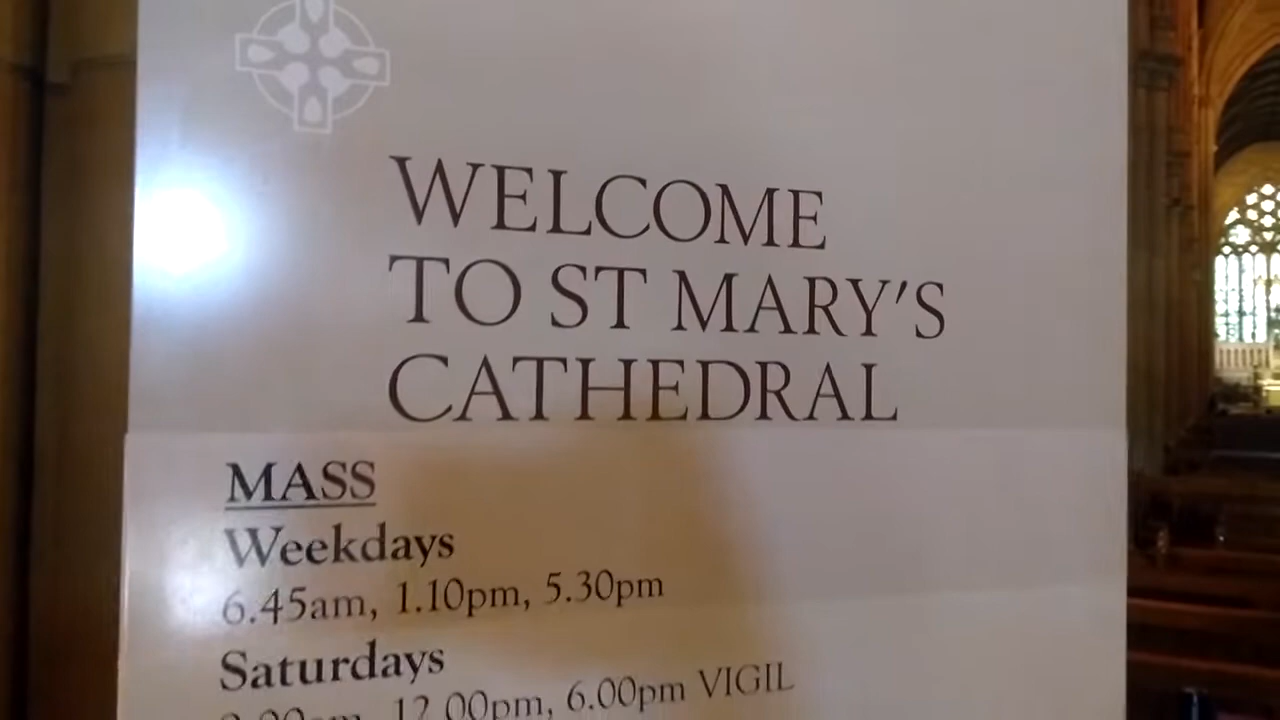 WELCOME
TO ST MARY'S
CATHEDRAL
MASS
Weekdays
6.45am, 1.10pm, 5.30pm
Saturdays
12.00pm, 6.00pm VIGIL